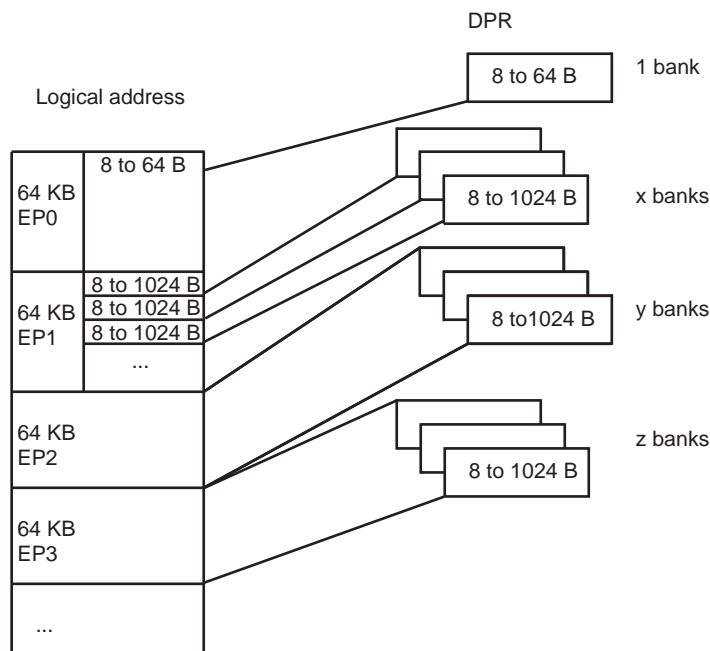 DPR
8 to 64 B
1 bank
Logical address
8 to 64 B
64 KB
EP0
8 to 1024 B
x banks
8 to 1024 B
8 to 1024 B
8 to 1024 B
64 KB
EP1
...
8 to1024 B
y banks
64 KB
EP2
8 to 1024 B
z banks
64 KB
EP3
...